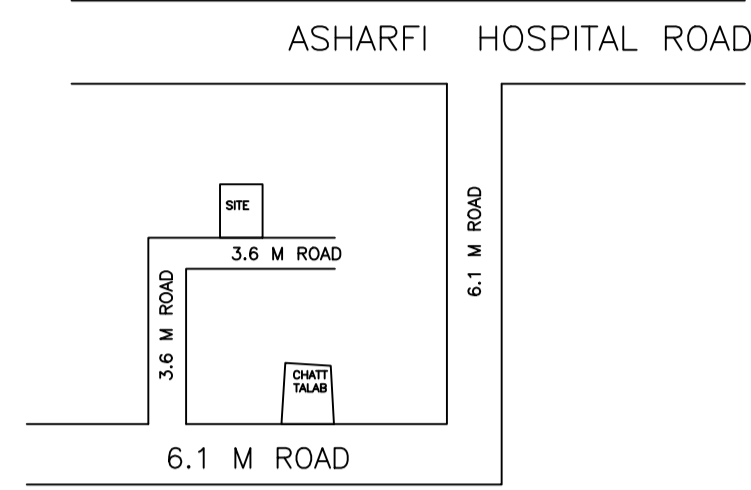 ASHARFI HOSPITAL ROAD
SITE
3.6 M ROAD
6.1 M ROAD
3.6 M ROAD
CHATT
TALAB
6.1 M ROAD